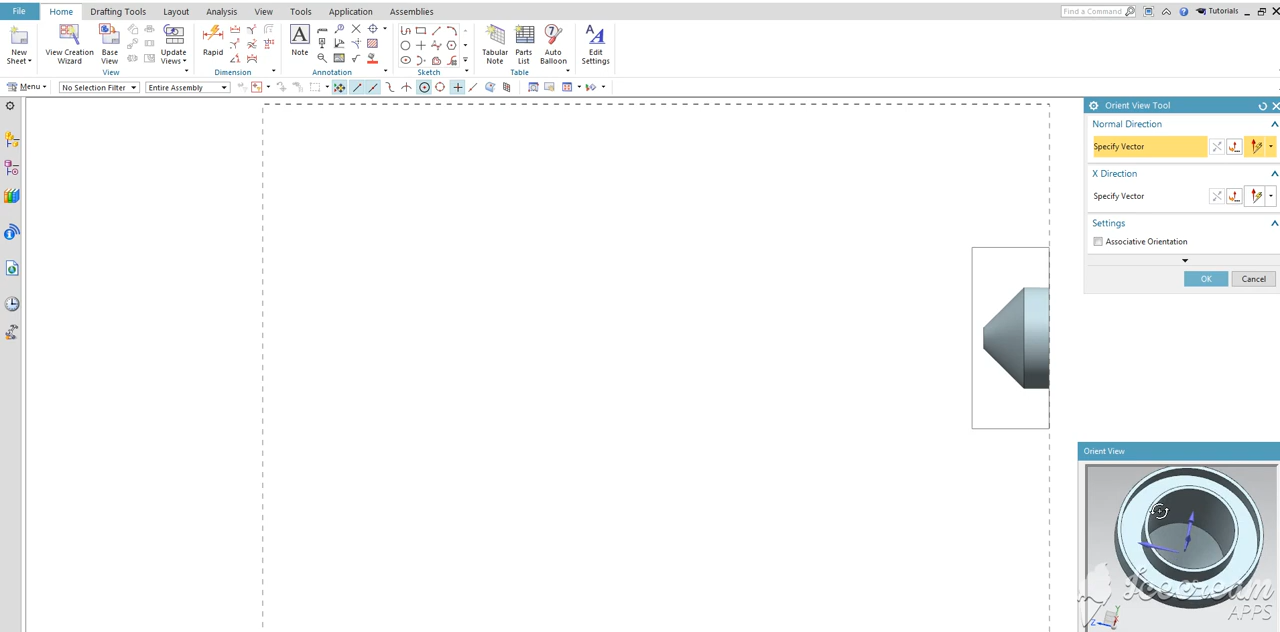 File Home Drafting Tools Layout Analysis View Tools Application Assemblies Find a Command Tutorials
New Sheet View Creation Wizard Base View Update Views Rapid Note Tabular Note Parts List Auto Balloon Edit Settings
View Dimension Annotation Sketch Table
Menu No Selection Filter Entire Assembly
Orient View Tool
Normal Direction
Specify Vector
X Direction
Specify Vector
Settings
Associative Orientation
OK Cancel
Orient View
Icecream
APPS
Y
Z